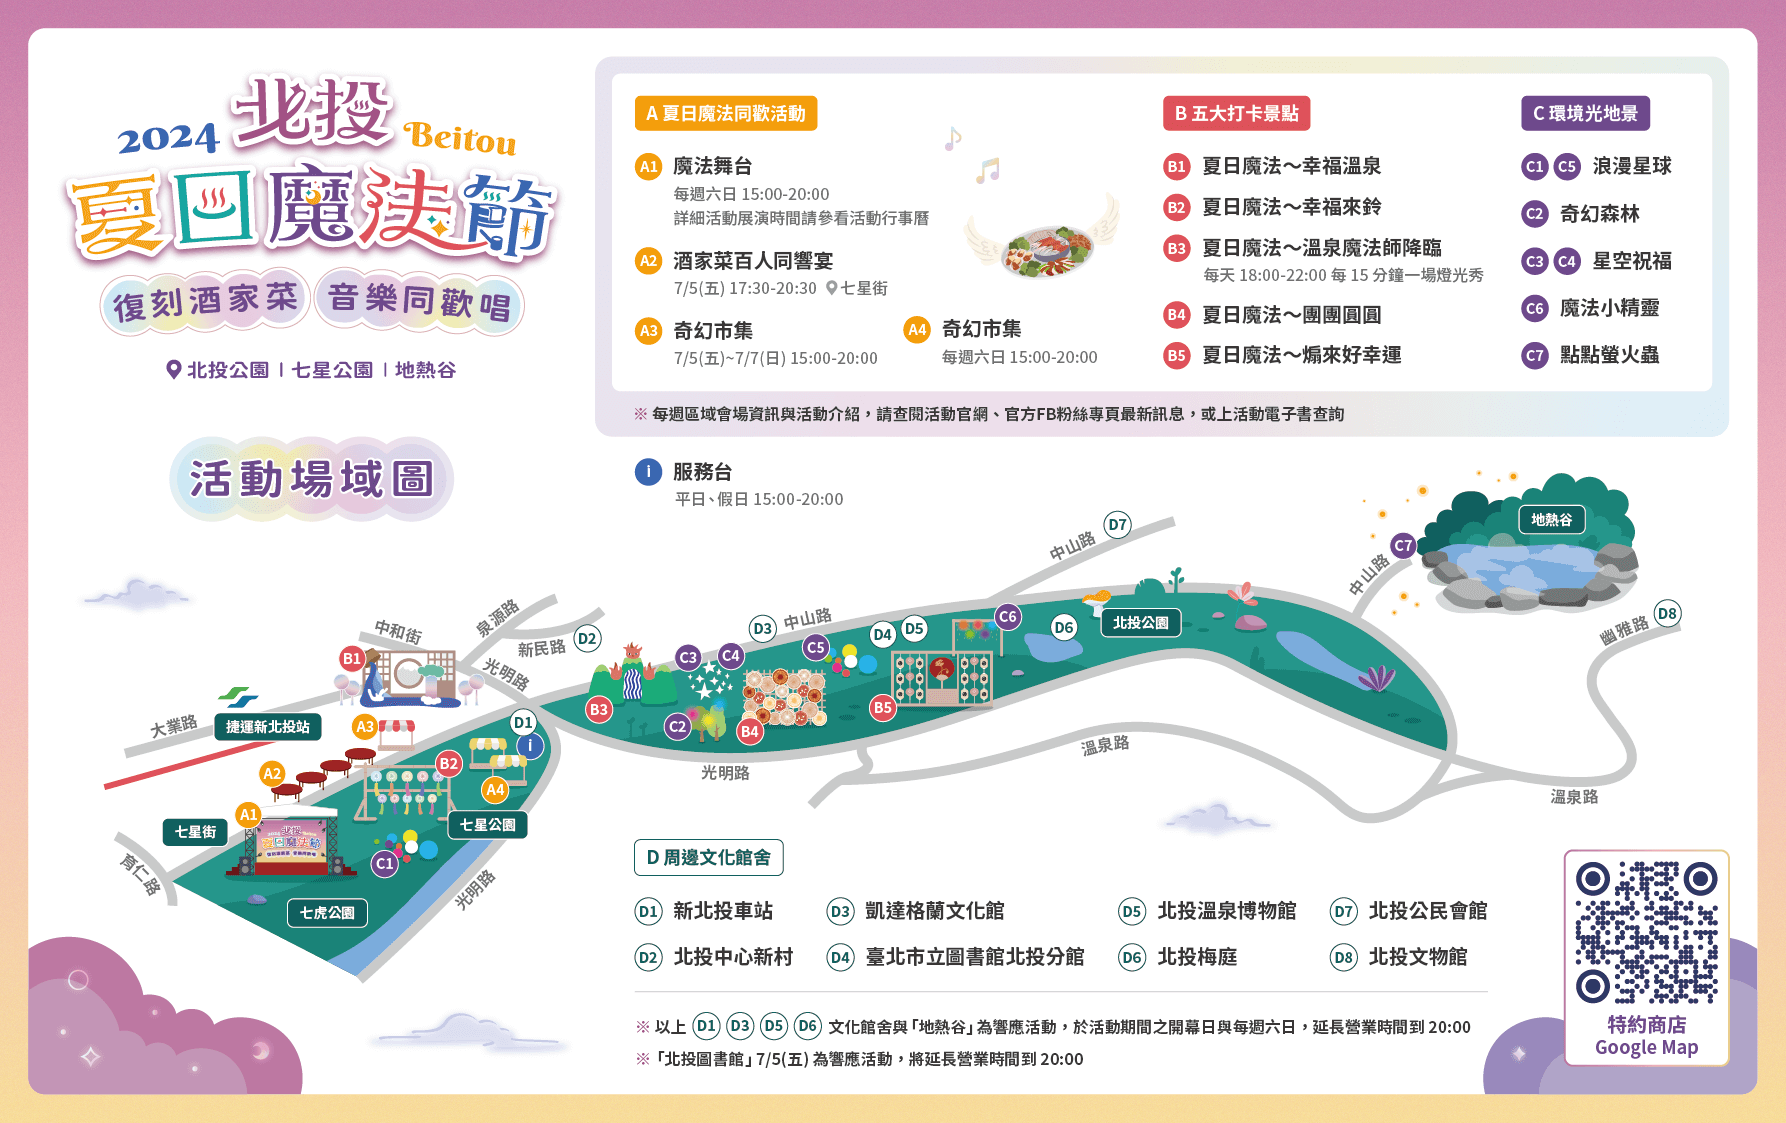 2024 北投 Beitou
夏日魔法節
復刻酒家菜 音樂同歡唱
北投公園 | 七星公園 | 地熱谷
活動場域圖
A 夏日魔法同歡活動
A1 魔法舞台
每週六日 15:00-20:00
詳細活動展演時間請參看活動行事曆
A2 酒家菜百人同響宴
7/5(五) 17:30-20:30 七星街
A3 奇幻市集
7/5(五)~7/7(日) 15:00-20:00
A4 奇幻市集
每週六日 15:00-20:00
B 五大打卡景點
B1 夏日魔法～幸福溫泉
B2 夏日魔法～幸福來鈴
B3 夏日魔法～溫泉魔法師降臨
每天 18:00-22:00 每 15 分鐘一場燈光秀
B4 夏日魔法～團團圓圓
B5 夏日魔法～煽來好幸運
C 環境光地景
C1 C5 浪漫星球
C2 奇幻森林
C3 C4 星空祝福
C6 魔法小精靈
C7 點點螢火蟲
※ 每週區域會場資訊與活動介紹，請查閱活動官網、官方FB粉絲專頁最新訊息，或上活動電子書查詢
i 服務台
平日、假日 15:00-20:00
D7
中山路
地熱谷
C7
中山路
D8
幽雅路
泉源路
中和街
新民路
D2
光明路
B1
D3
中山路
D4
D5
C6
D6
北投公園
C3
C4
C5
B3
C2
B4
B5
大業路
捷運新北投站
A3
D1
i
A2
B2
A4
A1
七星街
七星公園
北投
夏日魔法節
C1
育仁路
七虎公園
光明路
光明路
溫泉路
溫泉路
D 周邊文化館舍
D1 新北投車站
D3 凱達格蘭文化館
D5 北投溫泉博物館
D7 北投公民會館
D2 北投中心新村
D4 臺北市立圖書館北投分館
D6 北投梅庭
D8 北投文物館
※ 以上 D1 D3 D5 D6 文化館舍與「地熱谷」為響應活動，於活動期間之開幕日與每週六日，延長營業時間到 20:00
※「北投圖書館」7/5(五) 為響應活動，將延長營業時間到 20:00
特約商店
Google Map